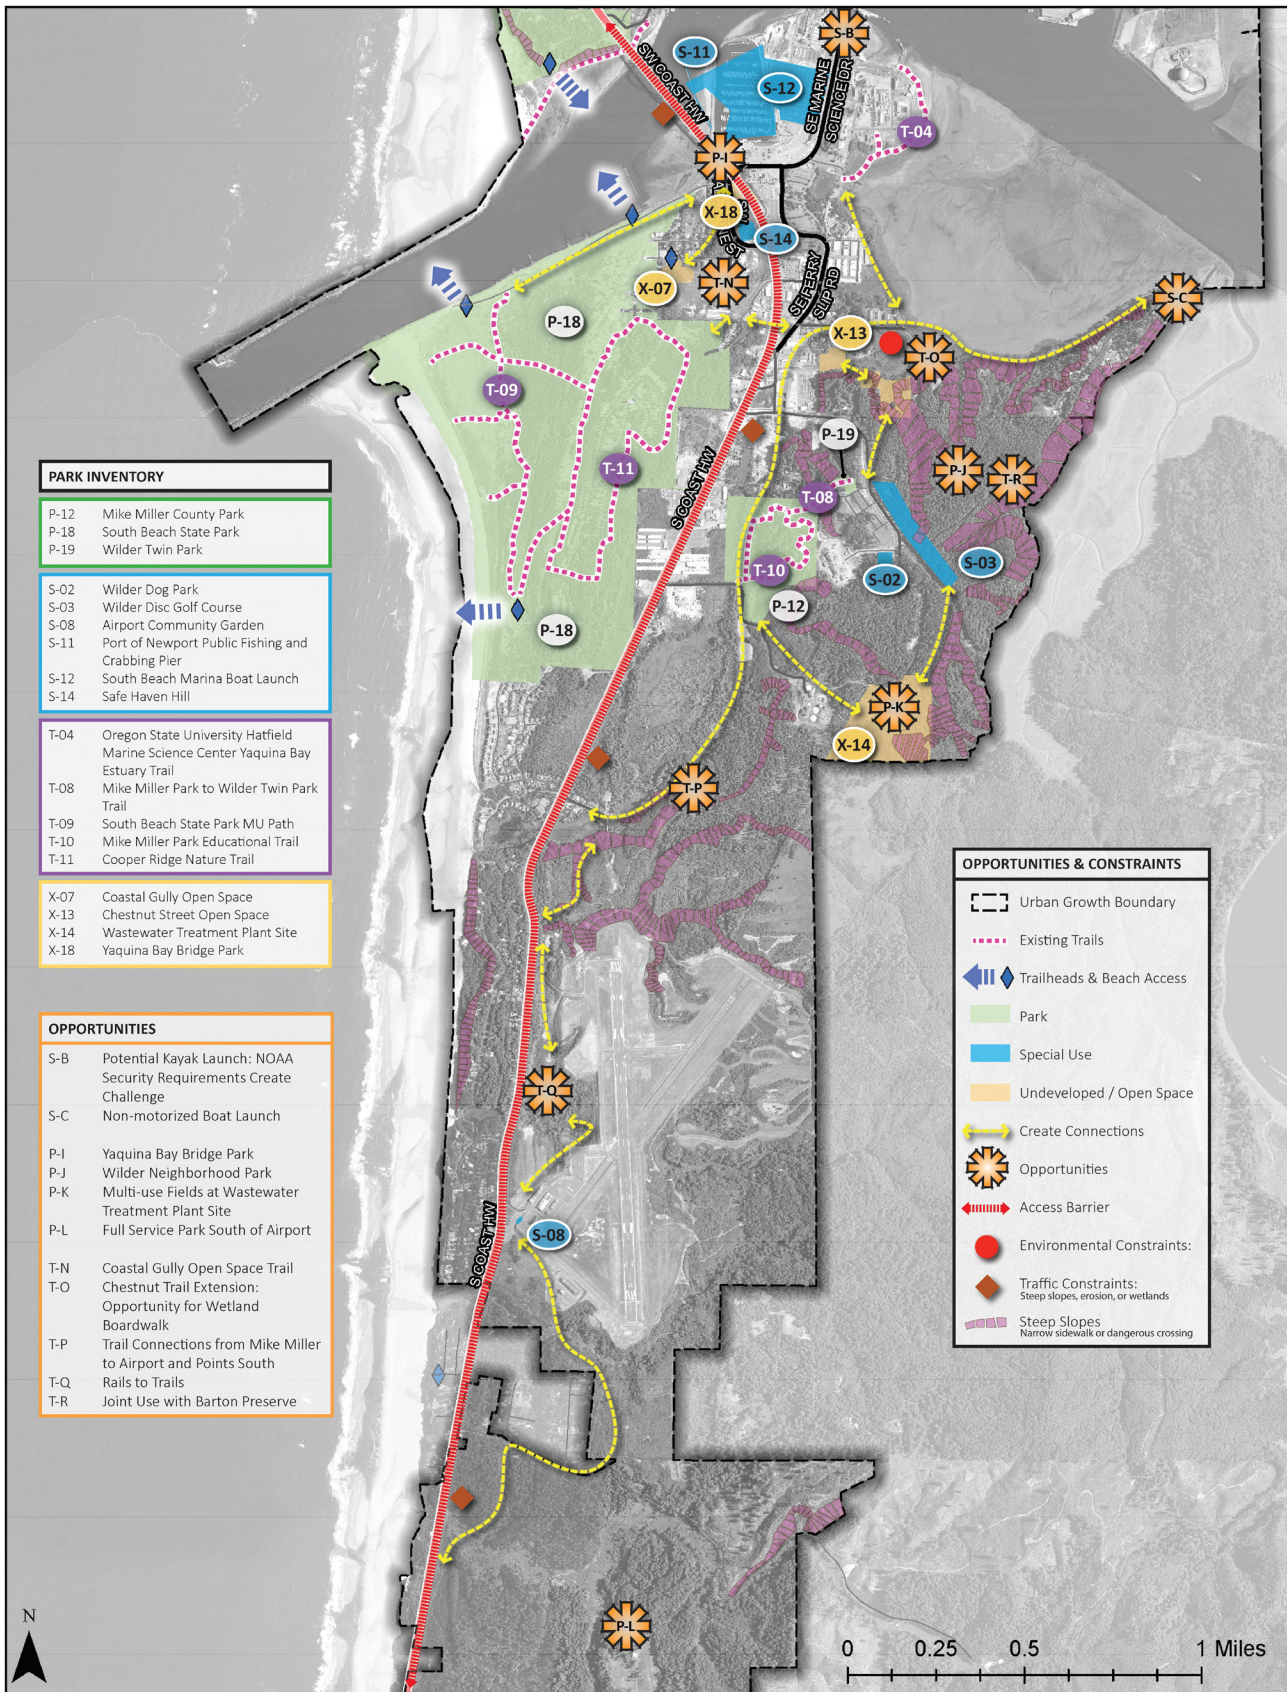 S-B
S-11
SW COAST HW
S-12
SE MARINE
SCIENCE DR
T-04
P-I
X-18
S-14
X-07
T-N
SE FERRY
SLIP RD
S-C
P-18
X-13
T-O
T-09
P-19
T-11
S COAST HW
T-08
P-J
T-R
T-10
S-02
S-03
P-12
P-18
P-K
X-14
T-P
T-Q
S-08
S COAST HW
P-L
PARK INVENTORY
P-12 Mike Miller County Park
P-18 South Beach State Park
P-19 Wilder Twin Park
S-02 Wilder Dog Park
S-03 Wilder Disc Golf Course
S-08 Airport Community Garden
S-11 Port of Newport Public Fishing and
Crabbing Pier
S-12 South Beach Marina Boat Launch
S-14 Safe Haven Hill
T-04 Oregon State University Hatfield
Marine Science Center Yaquina Bay
Estuary Trail
T-08 Mike Miller Park to Wilder Twin Park
Trail
T-09 South Beach State Park MU Path
T-10 Mike Miller Park Educational Trail
T-11 Cooper Ridge Nature Trail
X-07 Coastal Gully Open Space
X-13 Chestnut Street Open Space
X-14 Wastewater Treatment Plant Site
X-18 Yaquina Bay Bridge Park
OPPORTUNITIES
S-B Potential Kayak Launch: NOAA
Security Requirements Create
Challenge
S-C Non-motorized Boat Launch
P-I Yaquina Bay Bridge Park
P-J Wilder Neighborhood Park
P-K Multi-use Fields at Wastewater
Treatment Plant Site
P-L Full Service Park South of Airport
T-N Coastal Gully Open Space Trail
T-O Chestnut Trail Extension:
Opportunity for Wetland
Boardwalk
T-P Trail Connections from Mike Miller
to Airport and Points South
T-Q Rails to Trails
T-R Joint Use with Barton Preserve
OPPORTUNITIES & CONSTRAINTS
Urban Growth Boundary
Existing Trails
Trailheads & Beach Access
Park
Special Use
Undeveloped / Open Space
Create Connections
Opportunities
Access Barrier
Environmental Constraints:
Traffic Constraints:
Steep slopes, erosion, or wetlands
Steep Slopes
Narrow sidewalk or dangerous crossing
N
0 0.25 0.5 1 Miles